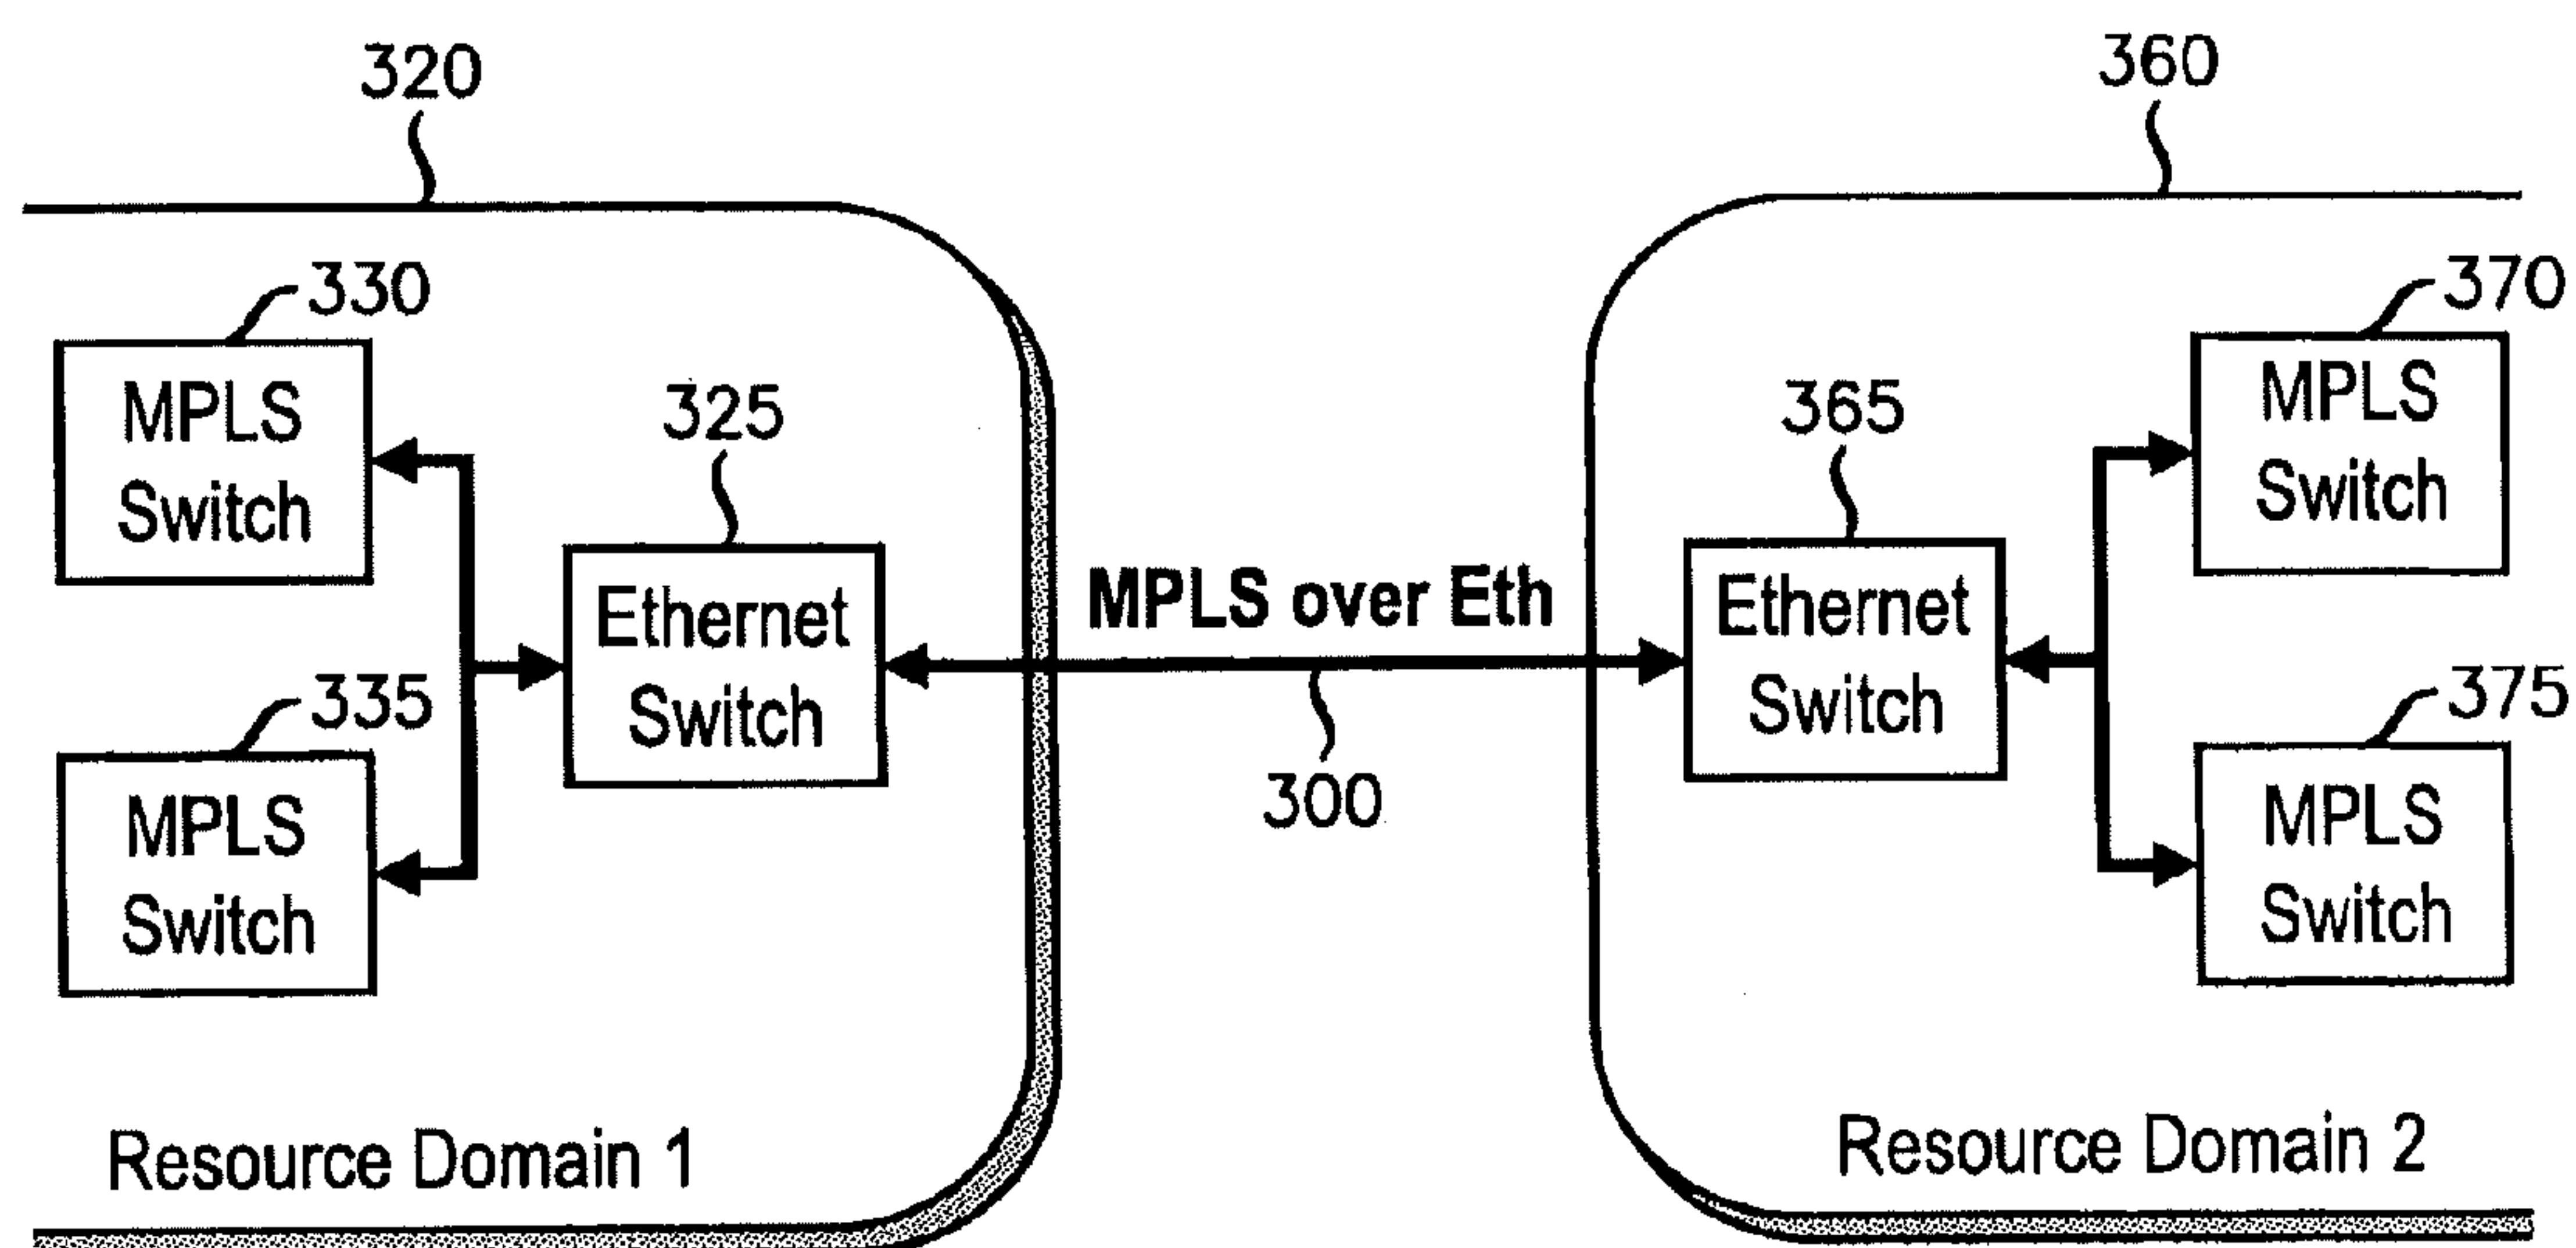 320
360
330
MPLS
Switch
325
Ethernet
Switch
335
MPLS
Switch
MPLS over Eth
300
365
Ethernet
Switch
370
MPLS
Switch
375
MPLS
Switch
Resource Domain 1
Resource Domain 2